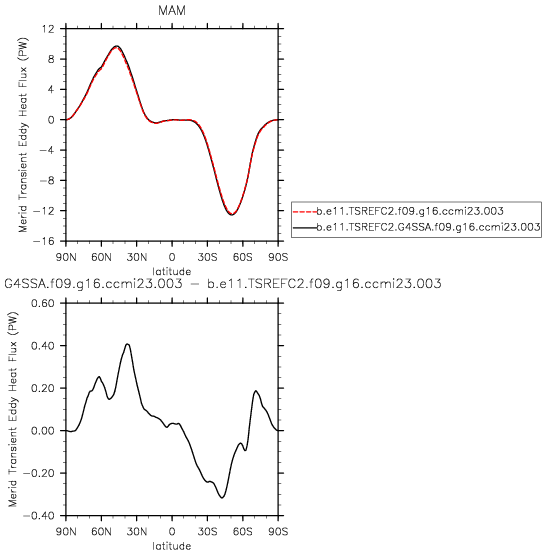 MAM
12
8
4
0
−4
−8
−12
−16
Merid Transient Eddy Heat Flux (PW)
90N 60N 30N 0 30S 60S 90S
latitude
b.e11.TSREFC2.f09.g16.ccmi23.003
b.e11.TSREFC2.G4SSA.f09.g16.ccmi23.003
G4SSA.f09.g16.ccmi23.003 − b.e11.TSREFC2.f09.g16.ccmi23.003
0.60
0.40
0.20
0.00
−0.20
−0.40
Merid Transient Eddy Heat Flux (PW)
90N 60N 30N 0 30S 60S 90S
latitude